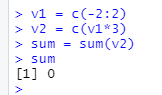 > v1 = c(-2:2)
> v2 = c(v1*3)
> sum = sum(v2)
> sum
[1] 0
>